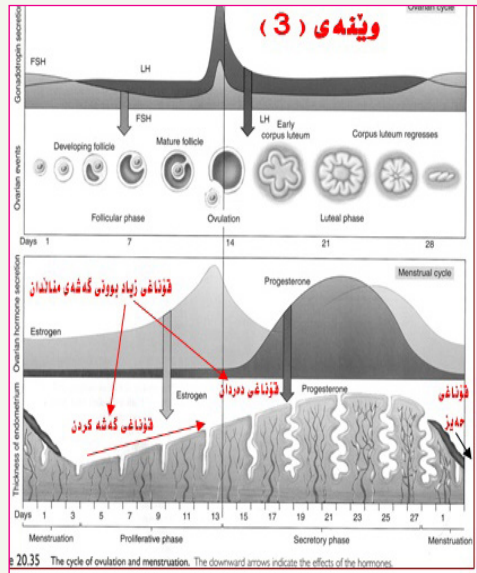 وێنەی ( 3 )
Ovarian cycle
Gonadotropin secretion
FSH
LH
FSH
LH
Ovarian events
Developing follicle
Mature follicle
Early
corpus luteum
Corpus luteum regresses
Follicular phase
Ovulation
Luteal phase
Days 1 7 14 21 28
Ovarian hormone secretion
Menstrual cycle
Progesterone
قۆناغی زیاد بوونی گەشەی مناڵدان
Estrogen
Estrogen
قۆناغی دەردان
Progesterone
قۆناغی
حەیز
قۆناغی گەشە کردن
Thickness of endometrium
Days 1 3 5 7 9 11 13 15 17 19 21 23 25 27 1 3
Menstruation
Proliferative phase
Secretory phase
Menstruation
e 20.35 The cycle of ovulation and menstruation. The downward arrows indicate the effects of the hormones.